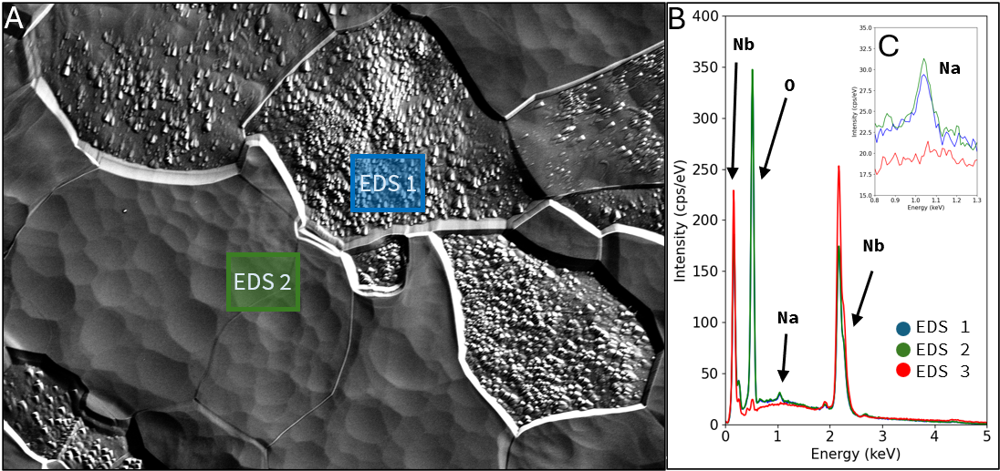 A
EDS 1
EDS 2
B
400
350
300
250
200
150
100
50
0
Intensity (cps/eV)
0
1
2
3
4
5
Energy (keV)
Nb
O
Na
Nb
EDS 1
EDS 2
EDS 3
C
Na
35.0
32.5
30.0
27.5
25.0
22.5
20.0
17.5
15.0
Intensity (cps/eV)
0.8
0.9
1.0
1.1
1.2
1.3
Energy (keV)